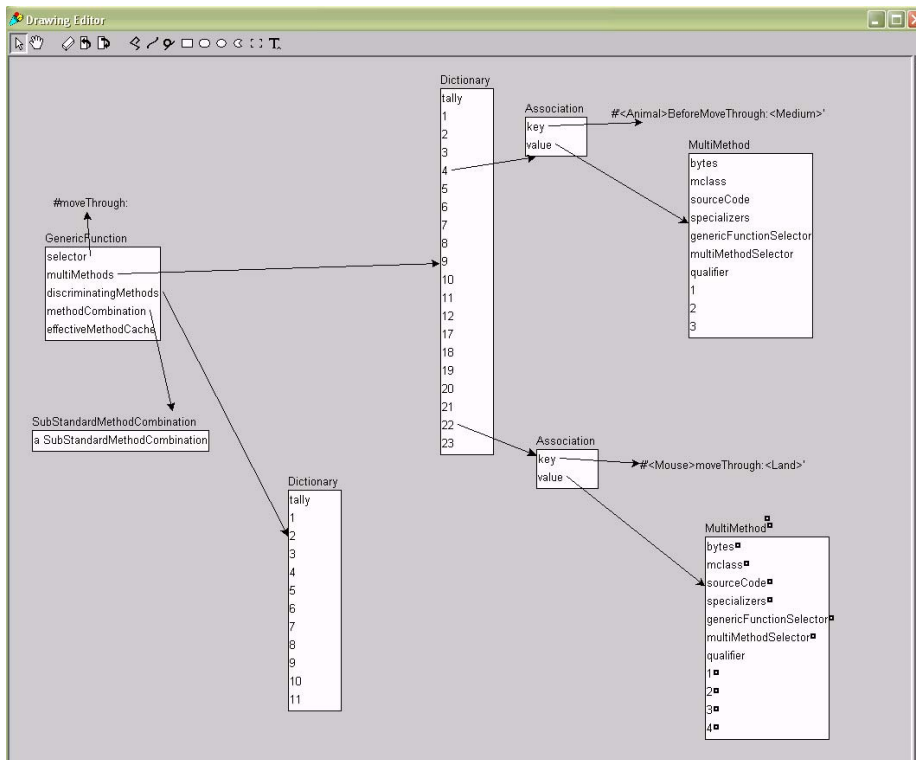 Drawing Editor
T
Dictionary
tally
1
2
3
4
5
6
7
8
9
10
11
12
17
18
19
20
21
22
23
Association
key
value
#'<Animal>BeforeMoveThrough:<Medium>'
MultiMethod
bytes
mclass
sourceCode
specializers
genericFunctionSelector
multiMethodSelector
qualifier
1
2
3
#moveThrough:
GenericFunction
selector
multiMethods
discriminatingMethods
methodCombination
effectiveMethodCache
SubStandardMethodCombination
a SubStandardMethodCombination
Dictionary
tally
1
2
3
4
5
6
7
8
9
10
11
Association
key
value
#'<Mouse>moveThrough:<Land>'
MultiMethod
bytes
mclass
sourceCode
specializers
genericFunctionSelector
multiMethodSelector
qualifier
1
2
3
4